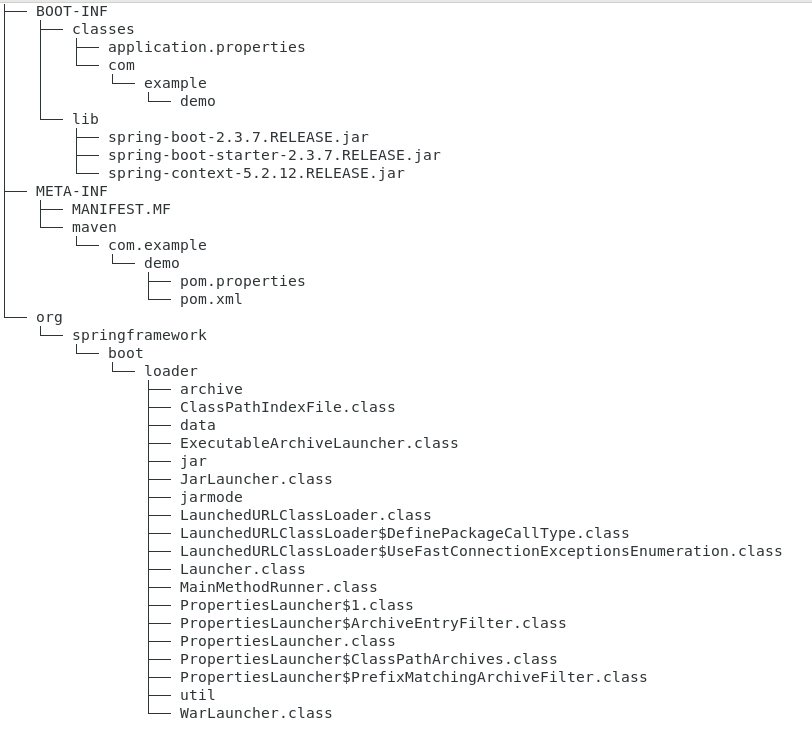 BOOT-INF
classes
application.properties
com
example
demo
lib
spring-boot-2.3.7.RELEASE.jar
spring-boot-starter-2.3.7.RELEASE.jar
spring-context-5.2.12.RELEASE.jar
META-INF
MANIFEST.MF
maven
com.example
demo
pom.properties
pom.xml
org
springframework
boot
loader
archive
ClassPathIndexFile.class
data
ExecutableArchiveLauncher.class
jar
JarLauncher.class
jarmode
LaunchedURLClassLoader.class
LaunchedURLClassLoader$DefinePackageCallType.class
LaunchedURLClassLoader$UseFastConnectionExceptionsEnumeration.class
Launcher.class
MainMethodRunner.class
PropertiesLauncher$1.class
PropertiesLauncher$ArchiveEntryFilter.class
PropertiesLauncher.class
PropertiesLauncher$ClassPathArchives.class
PropertiesLauncher$PrefixMatchingArchiveFilter.class
util
WarLauncher.class